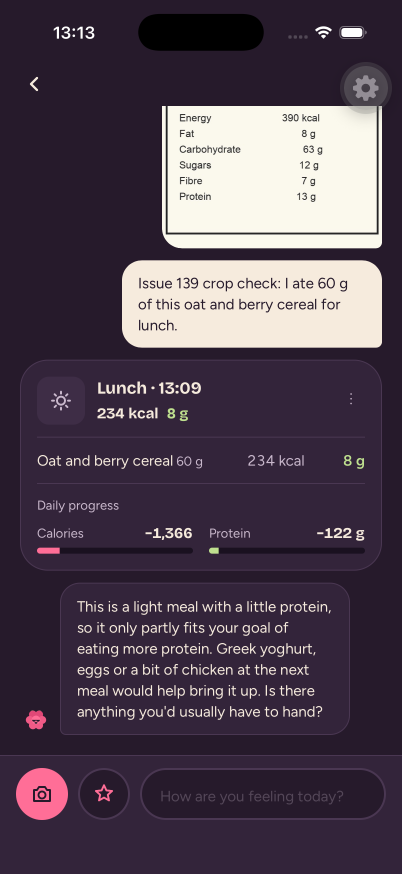 13:13
Energy 390 kcal
Fat 8 g
Carbohydrate 63 g
Sugars 12 g
Fibre 7 g
Protein 13 g
Issue 139 crop check: I ate 60 g
of this oat and berry cereal for
lunch.
Lunch · 13:09
234 kcal 8 g
Oat and berry cereal 60 g 234 kcal 8 g
Daily progress
Calories −1,366 Protein −122 g
This is a light meal with a little protein,
so it only partly fits your goal of
eating more protein. Greek yoghurt,
eggs or a bit of chicken at the next
meal would help bring it up. Is there
anything you'd usually have to hand?
How are you feeling today?